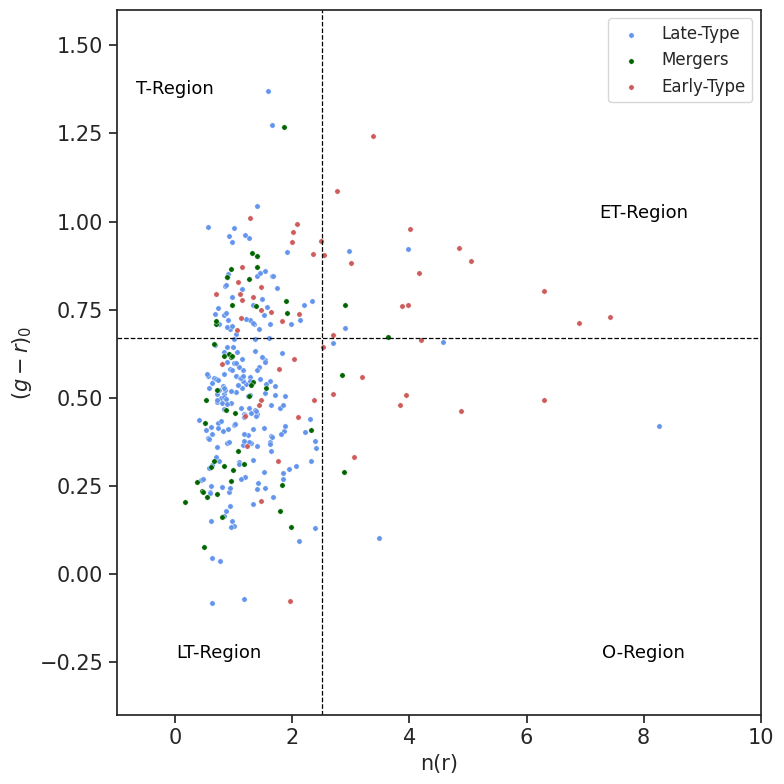 Late-Type
Mergers
Early-Type
T-Region
ET-Region
LT-Region
O-Region
1.50
1.25
1.00
0.75
0.50
0.25
0.00
−0.25
(g − r)₀
0 2 4 6 8 10
n(r)